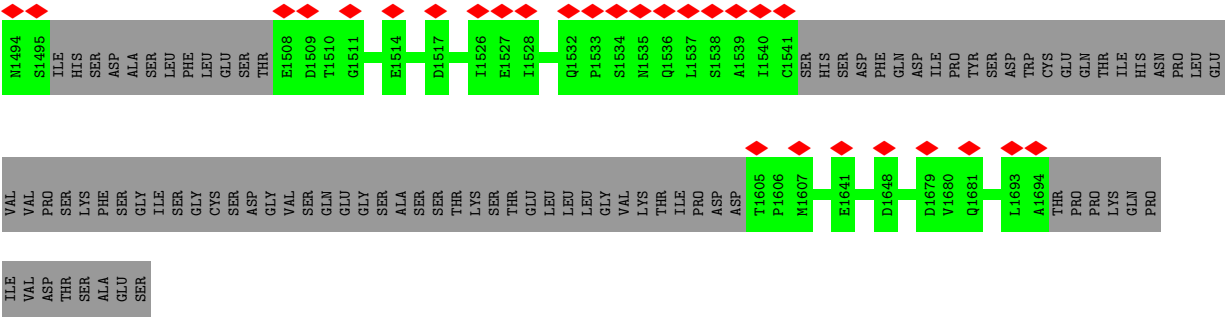 N1494 S1495 ILE HIS SER ASP ALA SER LEU PHE LEU GLU SER THR E1508 D1509 T1510 G1511 E1514 D1517 I1526 E1527 I1528 Q1532 P1533 S1534 N1535 Q1536 L1537 S1538 A1539 I1540 C1541 SER HIS SER ASP PHE GLN ASP ILE PRO TYR SER ASP TRP CYS GLU GLN THR ILE HIS ASN PRO LEU GLU
VAL VAL PRO SER LYS PHE SER GLY ILE SER GLY CYS SER ASP GLY VAL SER GLN GLU GLY SER ALA SER SER THR LYS SER THR GLU LEU LEU LEU GLY VAL LYS THR ILE PRO ASP ASP T1605 P1606 M1607 E1641 D1648 D1679 V1680 Q1681 L1693 A1694 THR PRO PRO LYS GLN PRO
ILE VAL ASP THR SER ALA GLU SER